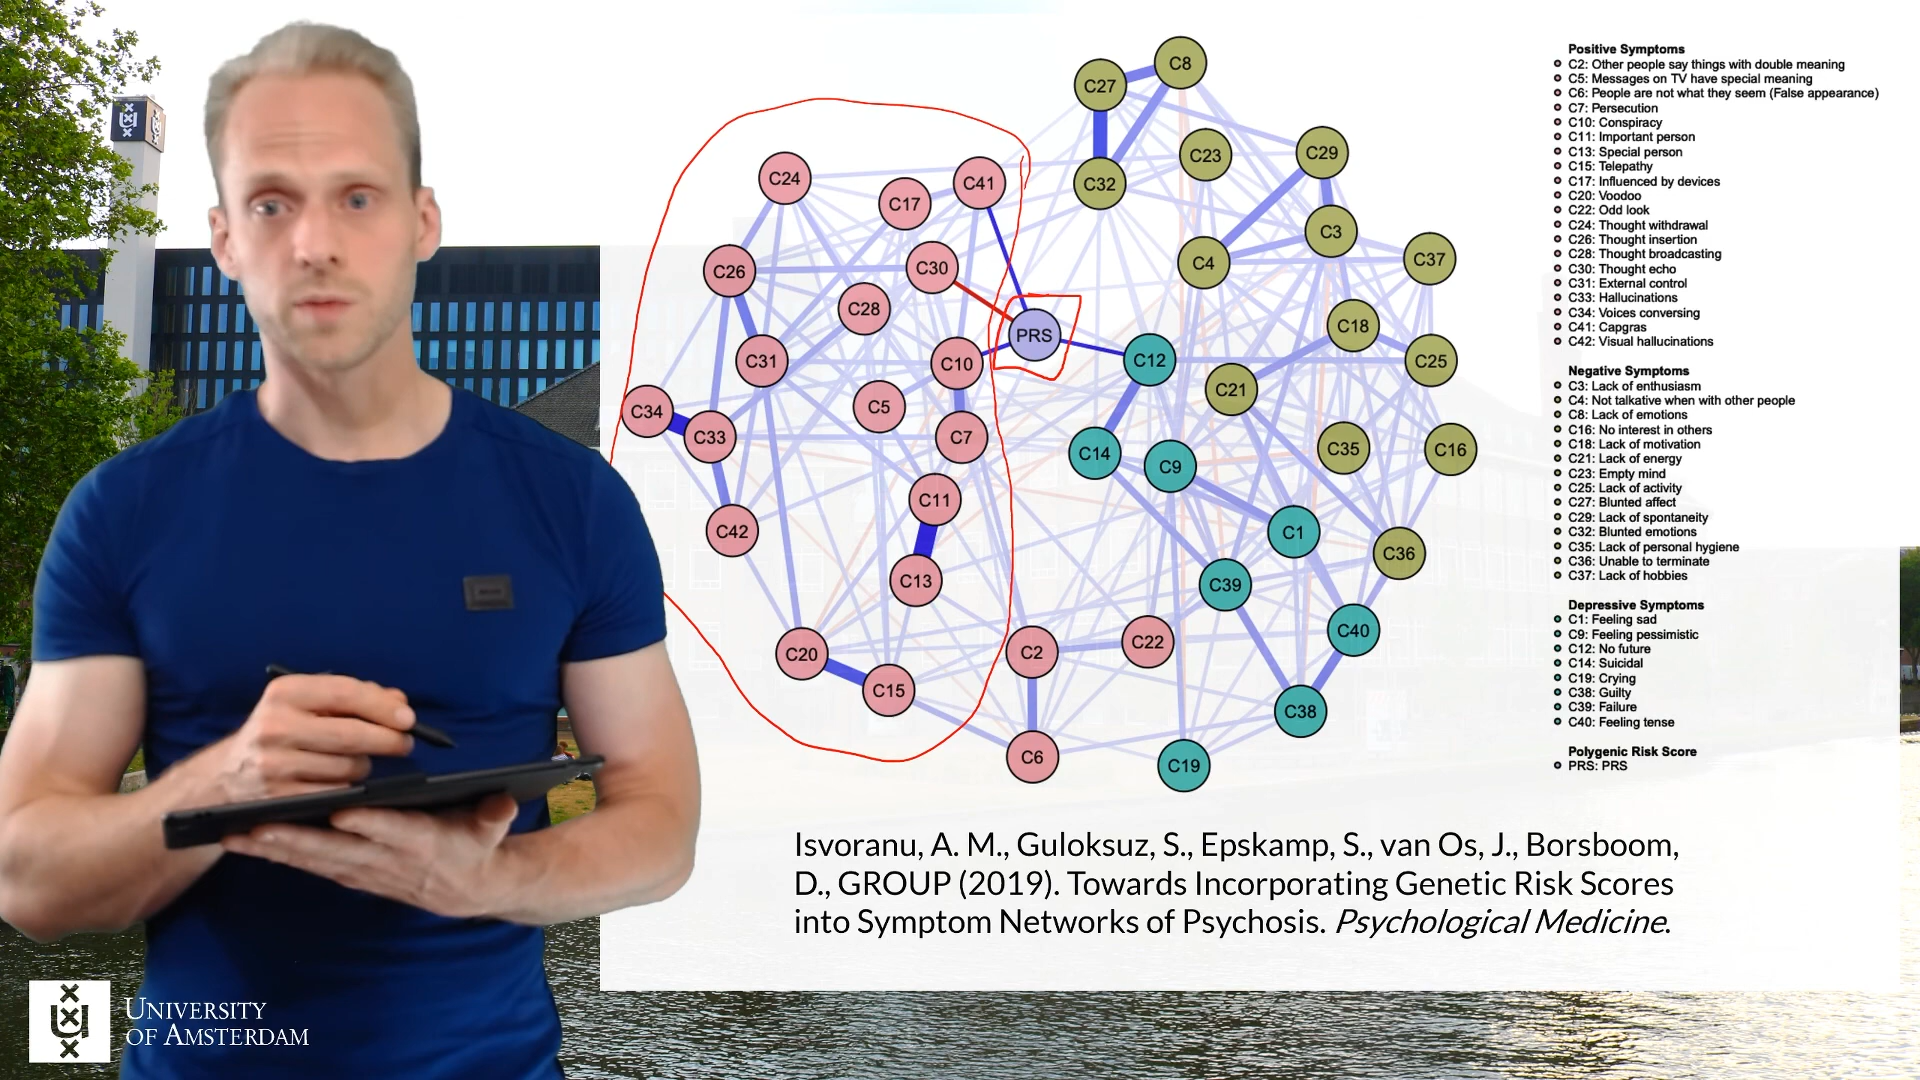 C8
C27
C23
C29
C24
C41
C32
C17
C3
C37
C4
C26
C30
C28
C18
PRS
C31
C10
C12
C25
C21
C5
C34
C33
C7
C14
C9
C35
C16
C11
C42
C1
C36
C13
C39
C40
C20
C2
C22
C15
C38
C6
C19
Positive Symptoms
C2: Other people say things with double meaning
C5: Messages on TV have special meaning
C6: People are not what they seem (False appearance)
C7: Persecution
C10: Conspiracy
C11: Important person
C13: Special person
C15: Telepathy
C17: Influenced by devices
C20: Voodoo
C22: Odd look
C24: Thought withdrawal
C26: Thought insertion
C28: Thought broadcasting
C30: Thought echo
C31: External control
C33: Hallucinations
C34: Voices conversing
C41: Capgras
C42: Visual hallucinations
Negative Symptoms
C3: Lack of enthusiasm
C4: Not talkative when with other people
C8: Lack of emotions
C16: No interest in others
C18: Lack of motivation
C21: Lack of energy
C23: Empty mind
C25: Lack of activity
C27: Blunted affect
C29: Lack of spontaneity
C32: Blunted emotions
C35: Lack of personal hygiene
C36: Unable to terminate
C37: Lack of hobbies
Depressive Symptoms
C1: Feeling sad
C9: Feeling pessimistic
C12: No future
C14: Suicidal
C19: Crying
C38: Guilty
C39: Failure
C40: Feeling tense
Polygenic Risk Score
PRS: PRS
Isvoranu, A. M., Guloksuz, S., Epskamp, S., van Os, J., Borsboom,
D., GROUP (2019). Towards Incorporating Genetic Risk Scores
into Symptom Networks of Psychosis. Psychological Medicine.
UNIVERSITY
OF AMSTERDAM